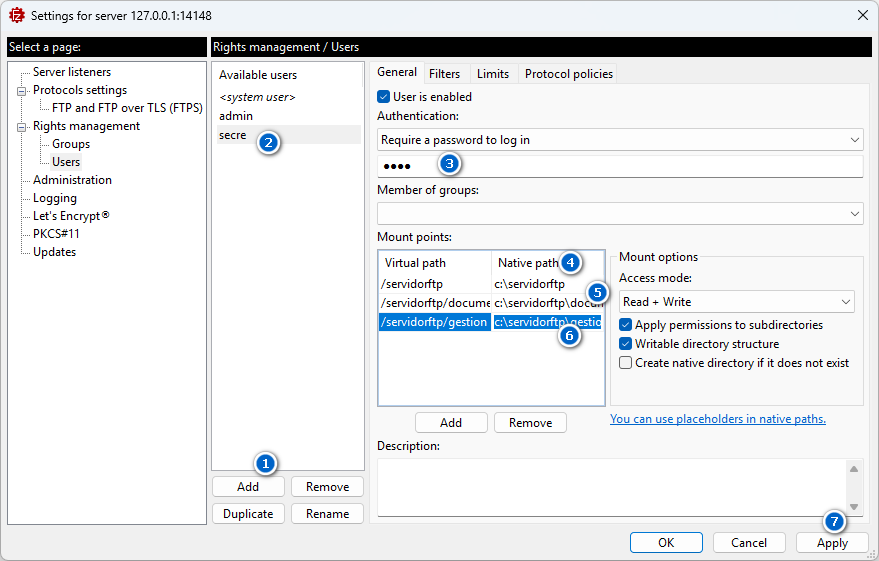 Settings for server 127.0.0.1:14148
Select a page:
Server listeners
Protocols settings
FTP and FTP over TLS (FTPS)
Rights management
Groups
Users
Administration
Logging
Let's Encrypt®
PKCS#11
Updates
Rights management / Users
Available users
<system user>
admin
secre
2
1
Add
Remove
Duplicate
Rename
General
Filters
Limits
Protocol policies
User is enabled
Authentication:
Require a password to log in
●●●●
3
Member of groups:
Mount points:
Virtual path
Native path
4
/servidorftp
c:\servidorftp
5
/servidorftp/docume
c:\servidorftp\docum
/servidorftp/gestion
c:\servidorftp\gestio
6
Add
Remove
Mount options
Access mode:
Read + Write
Apply permissions to subdirectories
Writable directory structure
Create native directory if it does not exist
You can use placeholders in native paths.
Description:
7
OK
Cancel
Apply